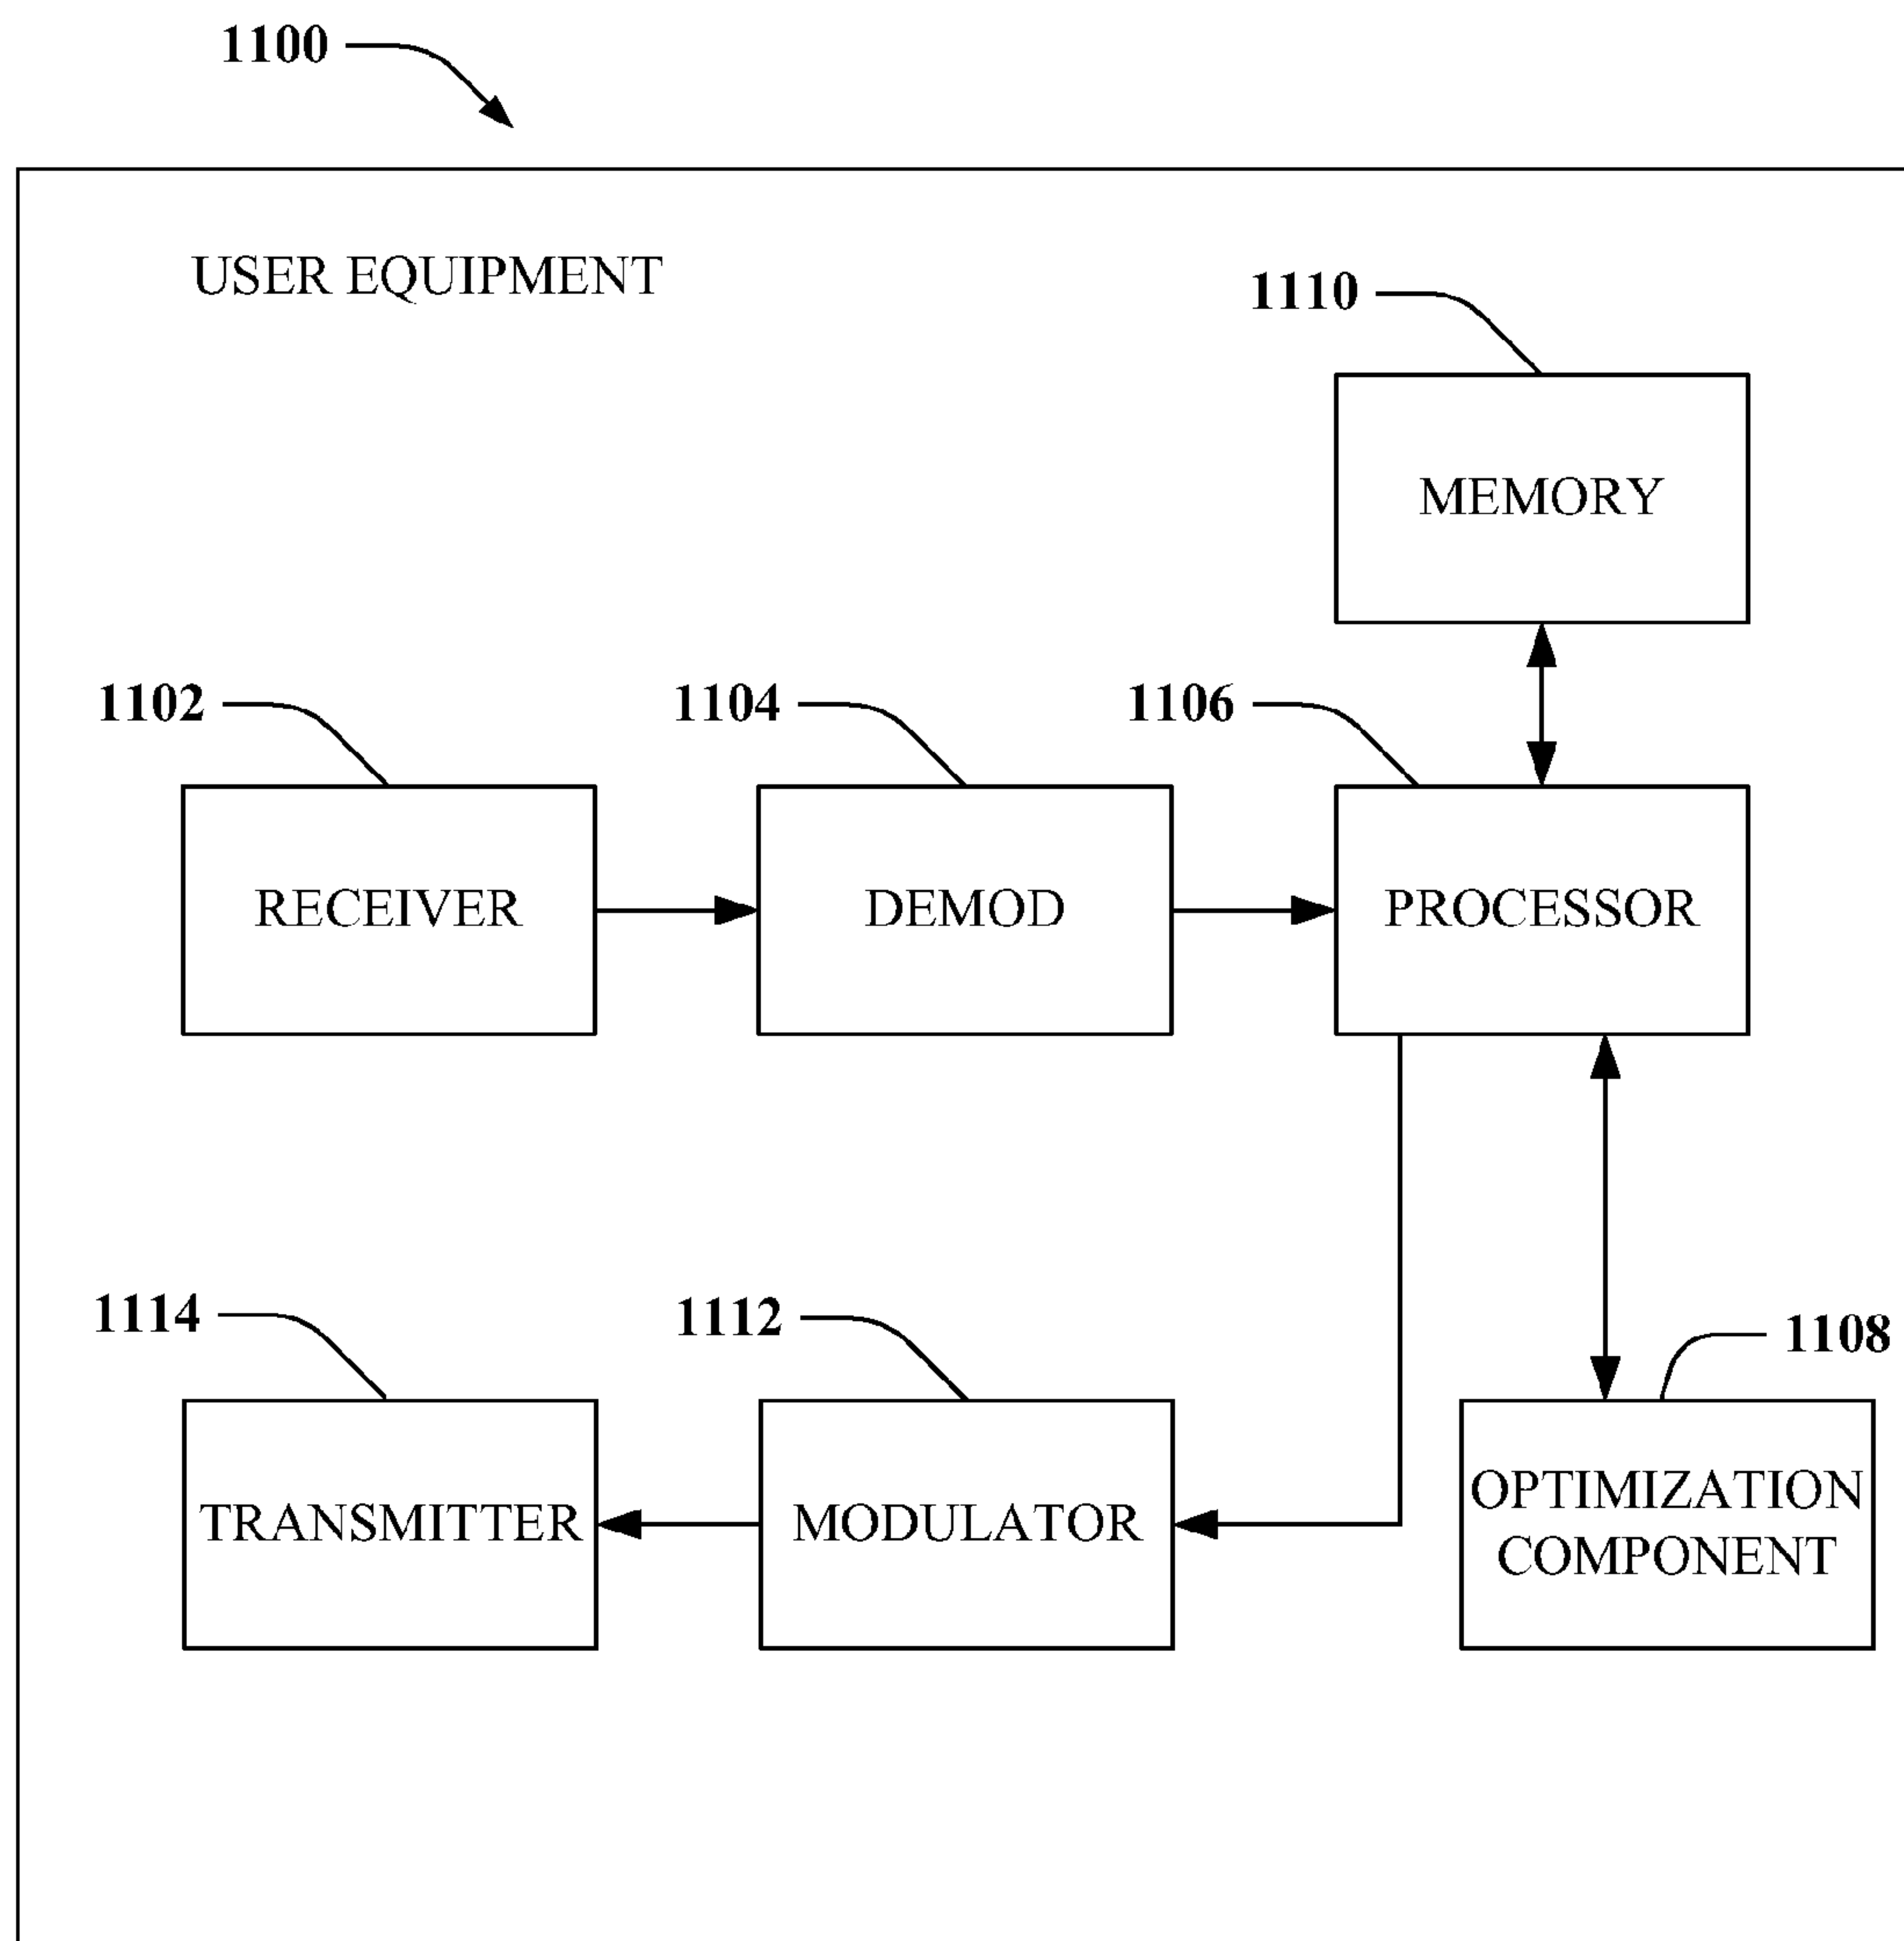 1100
USER EQUIPMENT
1110
MEMORY
1102
1104
1106
RECEIVER
DEMOD
PROCESSOR
1114
1112
1108
TRANSMITTER
MODULATOR
OPTIMIZATION
COMPONENT